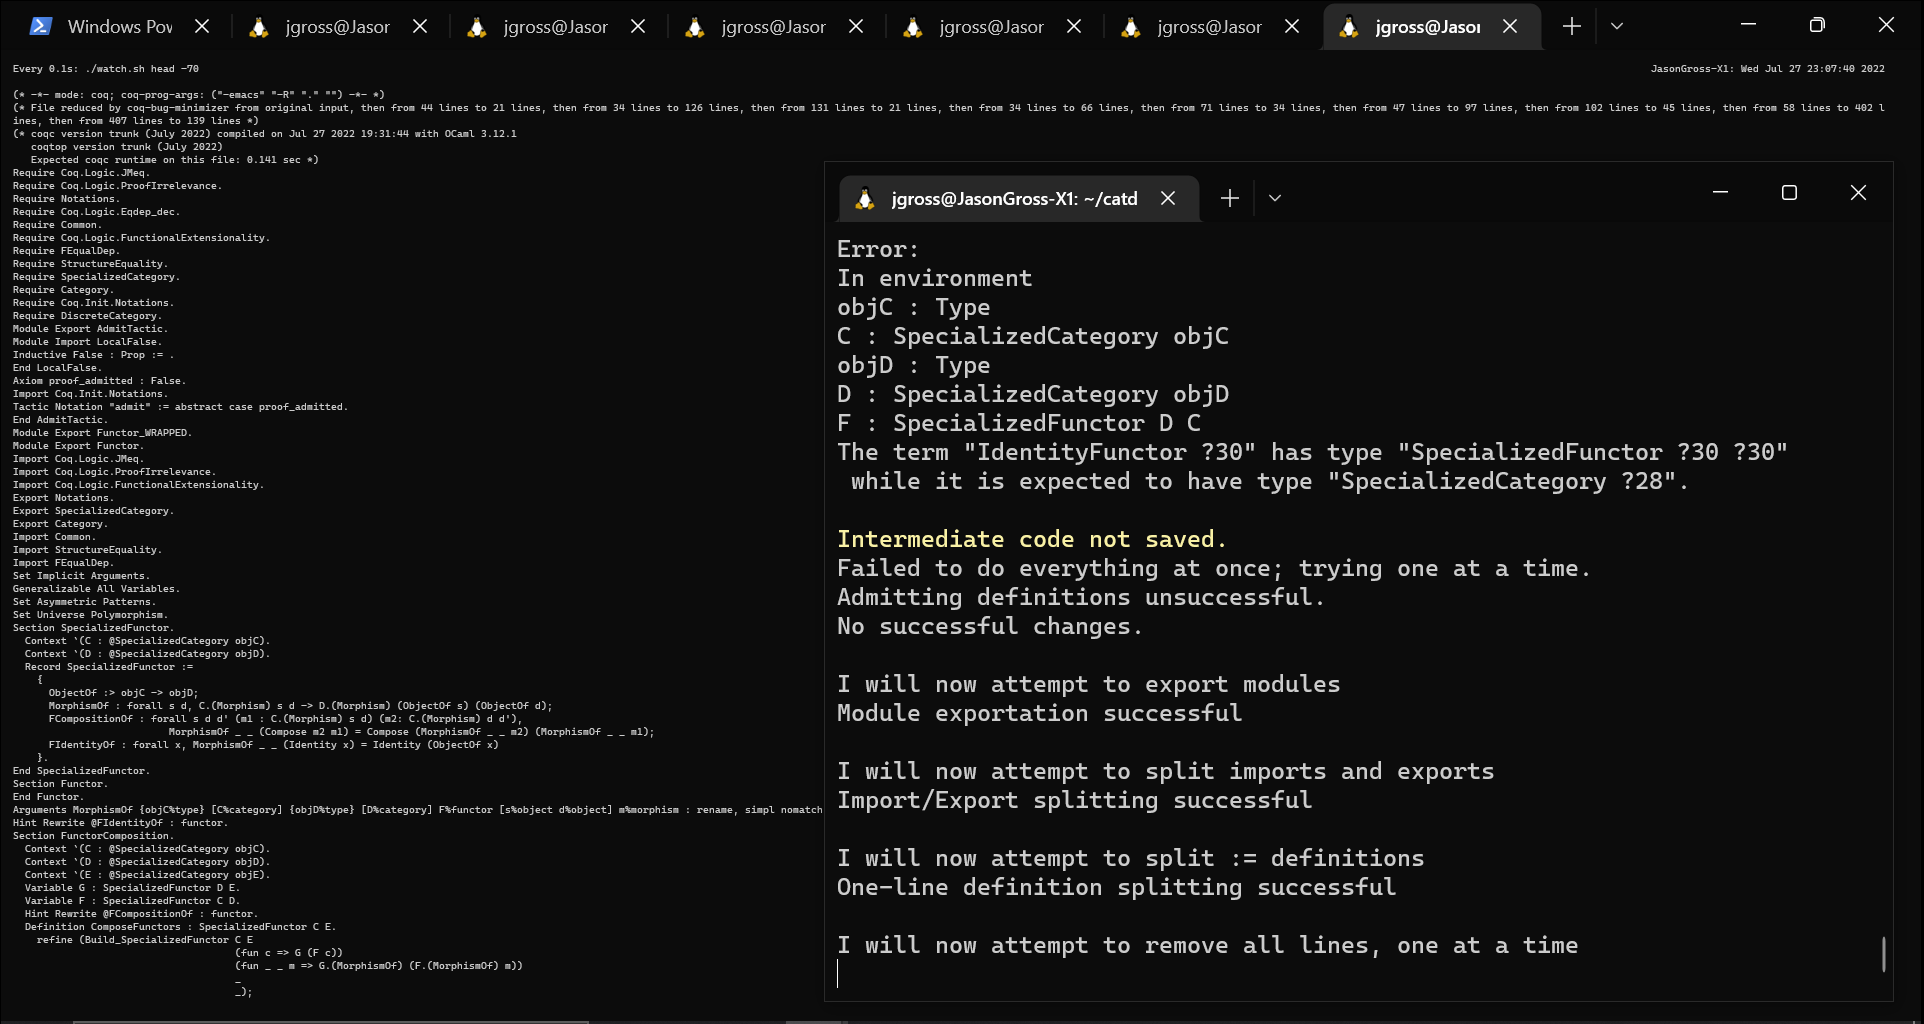 Windows Pow
jgross@Jasor
jgross@Jasor
jgross@Jasor
jgross@Jasor
jgross@Jasor
jgross@Jasor
Every 0.1s: ./watch.sh head -70
JasonGross-X1: Wed Jul 27 23:07:40 2022
(* -*- mode: coq; coq-prog-args: ("-emacs" "-R" "." "") -*- *)
(* File reduced by coq-bug-minimizer from original input, then from 44 lines to 21 lines, then from 34 lines to 126 lines, then from 131 lines to 21 lines, then from 34 lines to 66 lines, then from 71 lines to 34 lines, then from 47 lines to 97 lines, then from 102 lines to 45 lines, then from 58 lines to 402 l
ines, then from 407 lines to 139 lines *)
(* coqc version trunk (July 2022) compiled on Jul 27 2022 19:31:44 with OCaml 3.12.1
   coqtop version trunk (July 2022)
   Expected coqc runtime on this file: 0.141 sec *)
Require Coq.Logic.JMeq.
Require Coq.Logic.ProofIrrelevance.
Require Notations.
Require Coq.Logic.Eqdep_dec.
Require Common.
Require Coq.Logic.FunctionalExtensionality.
Require FEqualDep.
Require StructureEquality.
Require SpecializedCategory.
Require Category.
Require Coq.Init.Notations.
Require DiscreteCategory.
Module Export AdmitTactic.
Module Import LocalFalse.
Inductive False : Prop := .
End LocalFalse.
Axiom proof_admitted : False.
Import Coq.Init.Notations.
Tactic Notation "admit" := abstract case proof_admitted.
End AdmitTactic.
Module Export Functor_WRAPPED.
Module Export Functor.
Import Coq.Logic.JMeq.
Import Coq.Logic.ProofIrrelevance.
Import Coq.Logic.FunctionalExtensionality.
Export Notations.
Export SpecializedCategory.
Export Category.
Import Common.
Import StructureEquality.
Import FEqualDep.
Set Implicit Arguments.
Generalizable All Variables.
Set Asymmetric Patterns.
Set Universe Polymorphism.
Section SpecializedFunctor.
  Context `(C : @SpecializedCategory objC).
  Context `(D : @SpecializedCategory objD).
  Record SpecializedFunctor :=
    {
      ObjectOf :> objC -> objD;
      MorphismOf : forall s d, C.(Morphism) s d -> D.(Morphism) (ObjectOf s) (ObjectOf d);
      FCompositionOf : forall s d d' (m1 : C.(Morphism) s d) (m2: C.(Morphism) d d'),
                          MorphismOf _ _ (Compose m2 m1) = Compose (MorphismOf _ _ m2) (MorphismOf _ _ m1);
      FIdentityOf : forall x, MorphismOf _ _ (Identity x) = Identity (ObjectOf x)
    }.
End SpecializedFunctor.
Section Functor.
End Functor.
Arguments MorphismOf {objC%type} [C%category] {objD%type} [D%category] F%functor [s%object d%object] m%morphism : rename, simpl nomatch
Hint Rewrite @FIdentityOf : functor.
Section FunctorComposition.
  Context `(C : @SpecializedCategory objC).
  Context `(D : @SpecializedCategory objD).
  Context `(E : @SpecializedCategory objE).
  Variable G : SpecializedFunctor D E.
  Variable F : SpecializedFunctor C D.
  Hint Rewrite @FCompositionOf : functor.
  Definition ComposeFunctors : SpecializedFunctor C E.
    refine (Build_SpecializedFunctor C E
                                     (fun c => G (F c))
                                     (fun _ _ m => G.(MorphismOf) (F.(MorphismOf) m))
                                     _
                                     _);
jgross@JasonGross-X1: ~/catd
Error:
In environment
objC : Type
C : SpecializedCategory objC
objD : Type
D : SpecializedCategory objD
F : SpecializedFunctor D C
The term "IdentityFunctor ?30" has type "SpecializedFunctor ?30 ?30"
 while it is expected to have type "SpecializedCategory ?28".
Intermediate code not saved.
Failed to do everything at once; trying one at a time.
Admitting definitions unsuccessful.
No successful changes.
I will now attempt to export modules
Module exportation successful
I will now attempt to split imports and exports
Import/Export splitting successful
I will now attempt to split := definitions
One-line definition splitting successful
I will now attempt to remove all lines, one at a time